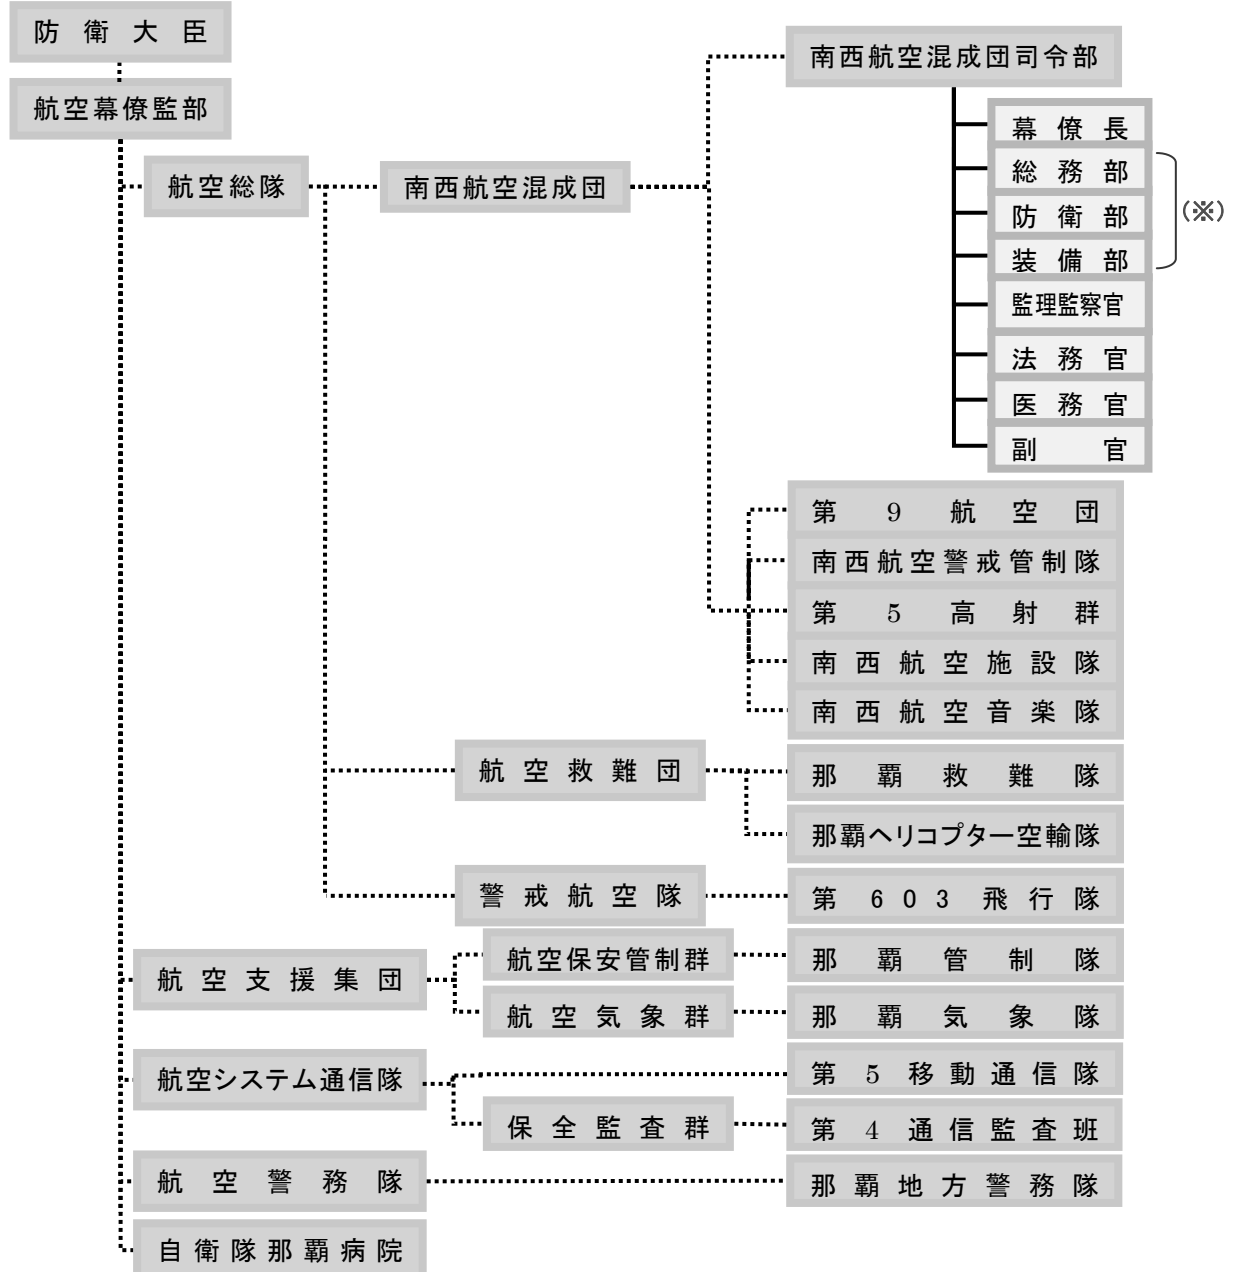 防衛大臣
航空幕僚監部
航空総隊
南西航空混成団
南西航空混成団司令部
幕僚長
総務部
防衛部
装備部
(※)
監理監察官
法務官
医務官
副官
第9航空団
南西航空警戒管制隊
第5高射群
南西航空施設隊
南西航空音楽隊
航空救難団
那覇救難隊
那覇ヘリコプター空輸隊
警戒航空隊
第603飛行隊
航空支援集団
航空保安管制群
那覇管制隊
航空気象群
那覇気象隊
航空システム通信隊
第5移動通信隊
保全監査群
第4通信監査班
航空警務隊
那覇地方警務隊
自衛隊那覇病院